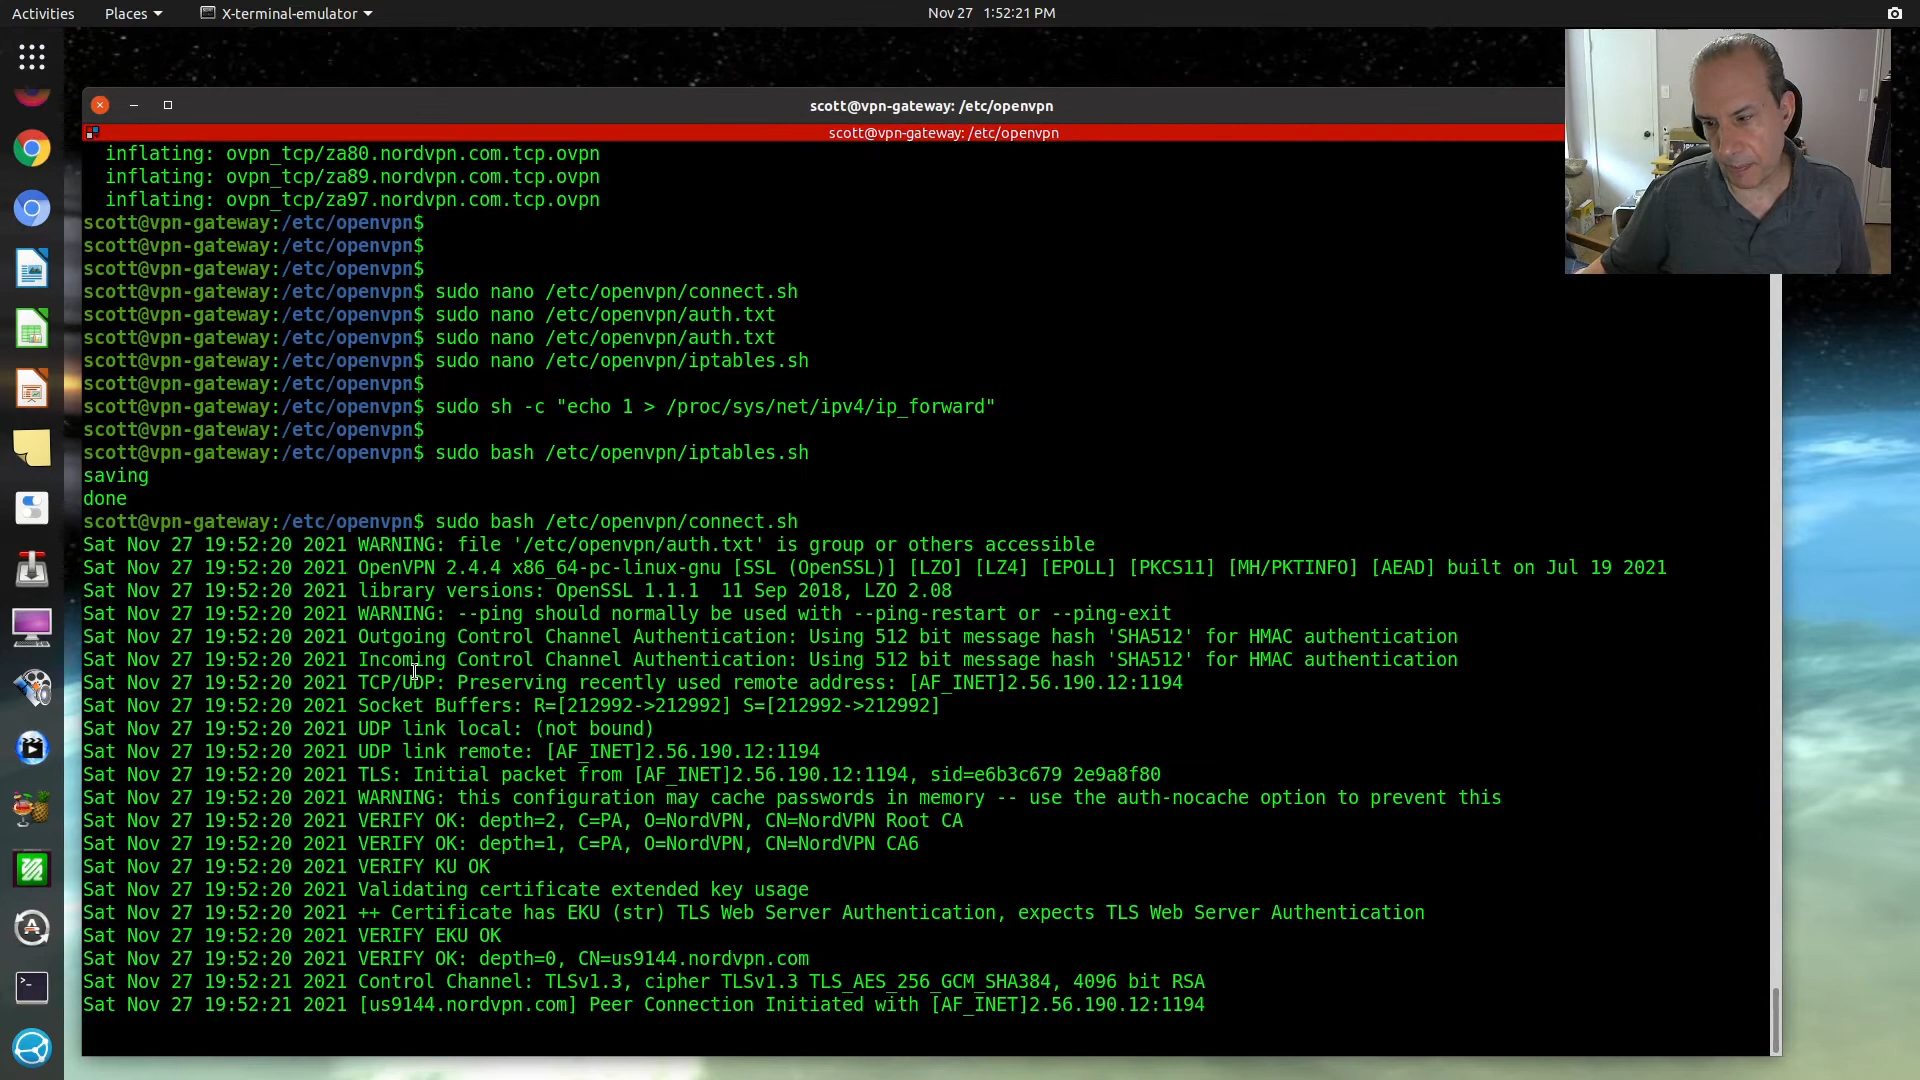 Activities Places X-terminal-emulator Nov 27 1:52:21 PM
scott@vpn-gateway: /etc/openvpn
scott@vpn-gateway: /etc/openvpn
inflating: ovpn_tcp/za80.nordvpn.com.tcp.ovpn
inflating: ovpn_tcp/za89.nordvpn.com.tcp.ovpn
inflating: ovpn_tcp/za97.nordvpn.com.tcp.ovpn
scott@vpn-gateway:/etc/openvpn$
scott@vpn-gateway:/etc/openvpn$
scott@vpn-gateway:/etc/openvpn$
scott@vpn-gateway:/etc/openvpn$ sudo nano /etc/openvpn/connect.sh
scott@vpn-gateway:/etc/openvpn$ sudo nano /etc/openvpn/auth.txt
scott@vpn-gateway:/etc/openvpn$ sudo nano /etc/openvpn/auth.txt
scott@vpn-gateway:/etc/openvpn$ sudo nano /etc/openvpn/iptables.sh
scott@vpn-gateway:/etc/openvpn$
scott@vpn-gateway:/etc/openvpn$ sudo sh -c "echo 1 > /proc/sys/net/ipv4/ip_forward"
scott@vpn-gateway:/etc/openvpn$
scott@vpn-gateway:/etc/openvpn$ sudo bash /etc/openvpn/iptables.sh
saving
done
scott@vpn-gateway:/etc/openvpn$ sudo bash /etc/openvpn/connect.sh
Sat Nov 27 19:52:20 2021 WARNING: file '/etc/openvpn/auth.txt' is group or others accessible
Sat Nov 27 19:52:20 2021 OpenVPN 2.4.4 x86_64-pc-linux-gnu [SSL (OpenSSL)] [LZO] [LZ4] [EPOLL] [PKCS11] [MH/PKTINFO] [AEAD] built on Jul 19 2021
Sat Nov 27 19:52:20 2021 library versions: OpenSSL 1.1.1  11 Sep 2018, LZO 2.08
Sat Nov 27 19:52:20 2021 WARNING: --ping should normally be used with --ping-restart or --ping-exit
Sat Nov 27 19:52:20 2021 Outgoing Control Channel Authentication: Using 512 bit message hash 'SHA512' for HMAC authentication
Sat Nov 27 19:52:20 2021 Incoming Control Channel Authentication: Using 512 bit message hash 'SHA512' for HMAC authentication
Sat Nov 27 19:52:20 2021 TCP/UDP: Preserving recently used remote address: [AF_INET]2.56.190.12:1194
Sat Nov 27 19:52:20 2021 Socket Buffers: R=[212992->212992] S=[212992->212992]
Sat Nov 27 19:52:20 2021 UDP link local: (not bound)
Sat Nov 27 19:52:20 2021 UDP link remote: [AF_INET]2.56.190.12:1194
Sat Nov 27 19:52:20 2021 TLS: Initial packet from [AF_INET]2.56.190.12:1194, sid=e6b3c679 2e9a8f80
Sat Nov 27 19:52:20 2021 WARNING: this configuration may cache passwords in memory -- use the auth-nocache option to prevent this
Sat Nov 27 19:52:20 2021 VERIFY OK: depth=2, C=PA, O=NordVPN, CN=NordVPN Root CA
Sat Nov 27 19:52:20 2021 VERIFY OK: depth=1, C=PA, O=NordVPN, CN=NordVPN CA6
Sat Nov 27 19:52:20 2021 VERIFY KU OK
Sat Nov 27 19:52:20 2021 Validating certificate extended key usage
Sat Nov 27 19:52:20 2021 ++ Certificate has EKU (str) TLS Web Server Authentication, expects TLS Web Server Authentication
Sat Nov 27 19:52:20 2021 VERIFY EKU OK
Sat Nov 27 19:52:20 2021 VERIFY OK: depth=0, CN=us9144.nordvpn.com
Sat Nov 27 19:52:21 2021 Control Channel: TLSv1.3, cipher TLSv1.3 TLS_AES_256_GCM_SHA384, 4096 bit RSA
Sat Nov 27 19:52:21 2021 [us9144.nordvpn.com] Peer Connection Initiated with [AF_INET]2.56.190.12:1194